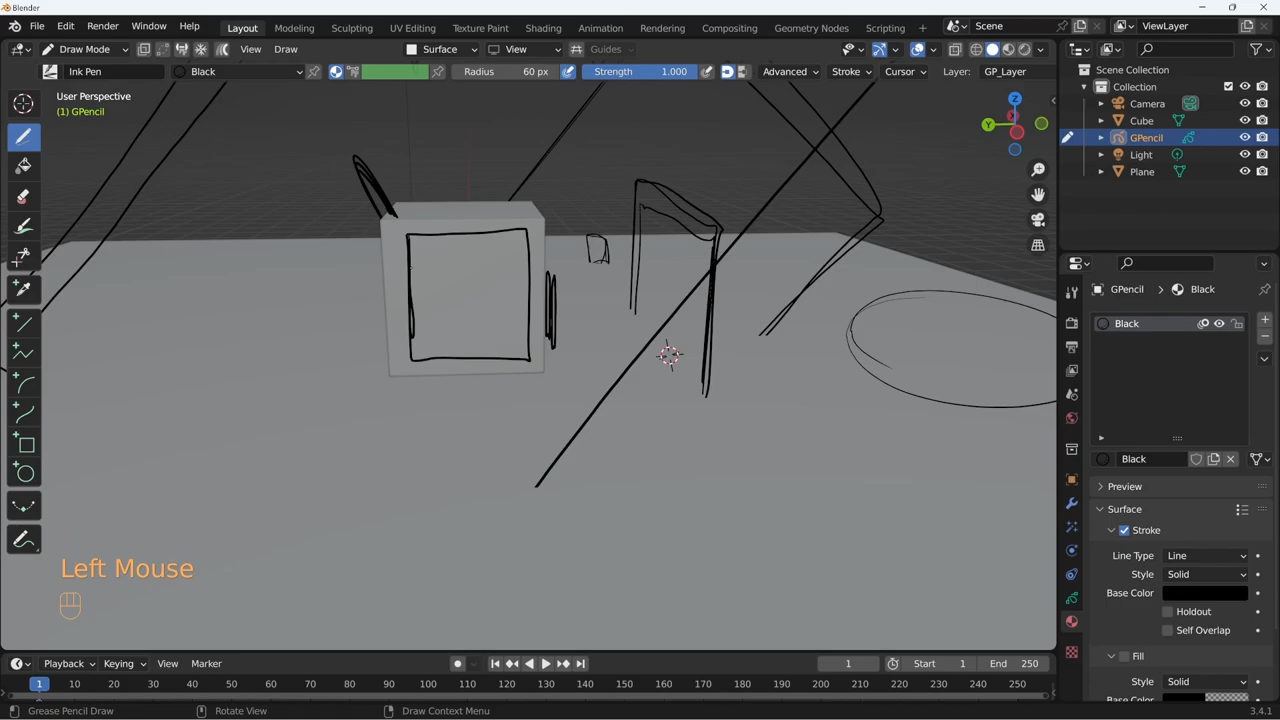 Blender
File Edit Render Window Help Layout Modeling Sculpting UV Editing Texture Paint Shading Animation Rendering Compositing Geometry Nodes Scripting + Scene ViewLayer
Draw Mode View Draw Surface View Guides
Ink Pen Black Radius 60 px Strength 1.000 Advanced Stroke Cursor Layer: GP_Layer
User Perspective
(1) GPencil
Z
Y
Scene Collection
Collection
Camera
Cube
GPencil
Light
Plane
GPencil > Black
Black
Black
Preview
Surface
Stroke
Line Type Line
Style Solid
Base Color
Holdout
Self Overlap
Fill
Style Solid
Base Color
Left Mouse
Playback Keying View Marker 1 Start 1 End 250
1 10 20 30 40 50 60 70 80 90 100 110 120 130 140 150 160 170 180 190 200 210 220 230 240 250
Grease Pencil Draw Rotate View Draw Context Menu 3.4.1